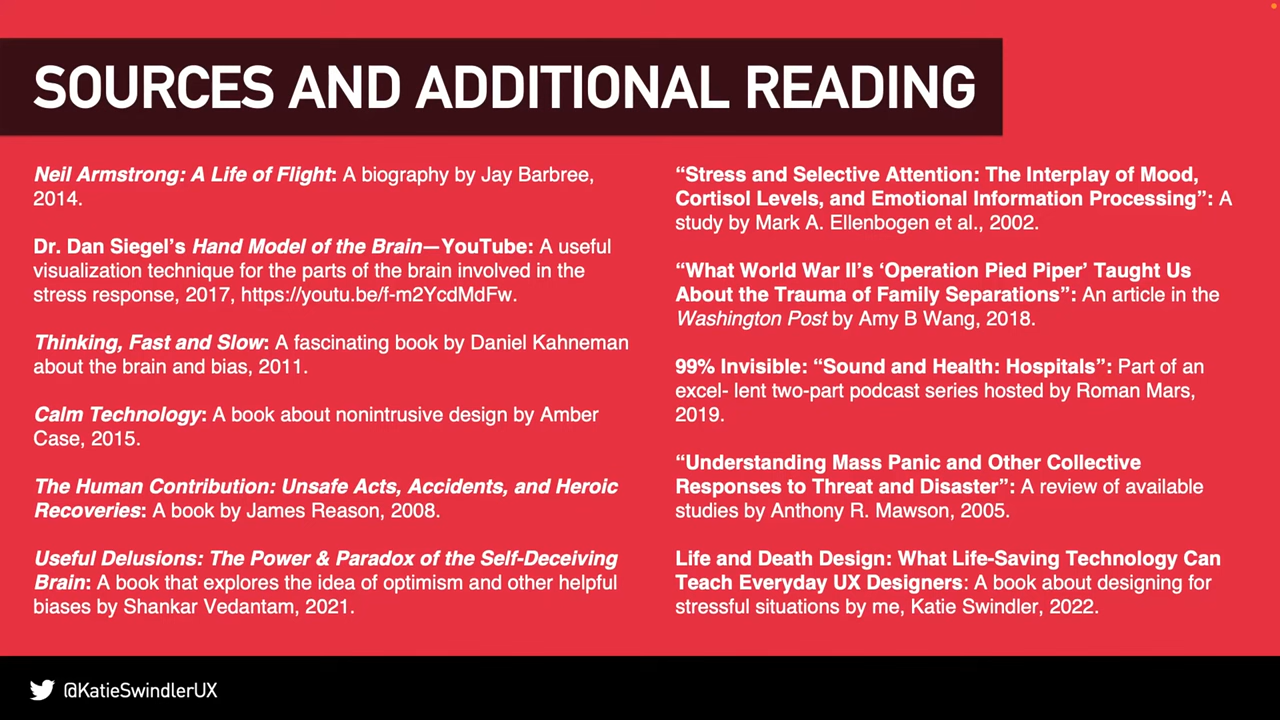 SOURCES AND ADDITIONAL READING
Neil Armstrong: A Life of Flight: A biography by Jay Barbree,
2014.
Dr. Dan Siegel’s Hand Model of the Brain—YouTube: A useful
visualization technique for the parts of the brain involved in the
stress response, 2017, https://youtu.be/f-m2YcdMdFw.
Thinking, Fast and Slow: A fascinating book by Daniel Kahneman
about the brain and bias, 2011.
Calm Technology: A book about nonintrusive design by Amber
Case, 2015.
The Human Contribution: Unsafe Acts, Accidents, and Heroic
Recoveries: A book by James Reason, 2008.
Useful Delusions: The Power & Paradox of the Self-Deceiving
Brain: A book that explores the idea of optimism and other helpful
biases by Shankar Vedantam, 2021.
“Stress and Selective Attention: The Interplay of Mood,
Cortisol Levels, and Emotional Information Processing”: A
study by Mark A. Ellenbogen et al., 2002.
“What World War II’s ‘Operation Pied Piper’ Taught Us
About the Trauma of Family Separations”: An article in the
Washington Post by Amy B Wang, 2018.
99% Invisible: “Sound and Health: Hospitals”: Part of an
excel- lent two-part podcast series hosted by Roman Mars,
2019.
“Understanding Mass Panic and Other Collective
Responses to Threat and Disaster”: A review of available
studies by Anthony R. Mawson, 2005.
Life and Death Design: What Life-Saving Technology Can
Teach Everyday UX Designers: A book about designing for
stressful situations by me, Katie Swindler, 2022.
@KatieSwindlerUX